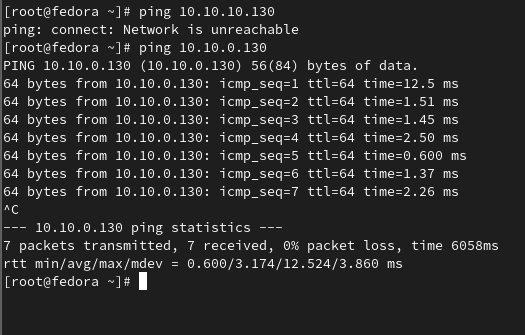 [root@fedora ~]# ping 10.10.10.130
ping: connect: Network is unreachable
[root@fedora ~]# ping 10.10.0.130
PING 10.10.0.130 (10.10.0.130) 56(84) bytes of data.
64 bytes from 10.10.0.130: icmp_seq=1 ttl=64 time=12.5 ms
64 bytes from 10.10.0.130: icmp_seq=2 ttl=64 time=1.51 ms
64 bytes from 10.10.0.130: icmp_seq=3 ttl=64 time=1.45 ms
64 bytes from 10.10.0.130: icmp_seq=4 ttl=64 time=2.50 ms
64 bytes from 10.10.0.130: icmp_seq=5 ttl=64 time=0.600 ms
64 bytes from 10.10.0.130: icmp_seq=6 ttl=64 time=1.37 ms
64 bytes from 10.10.0.130: icmp_seq=7 ttl=64 time=2.26 ms
^C
--- 10.10.0.130 ping statistics ---
7 packets transmitted, 7 received, 0% packet loss, time 6058ms
rtt min/avg/max/mdev = 0.600/3.174/12.524/3.860 ms
[root@fedora ~]#